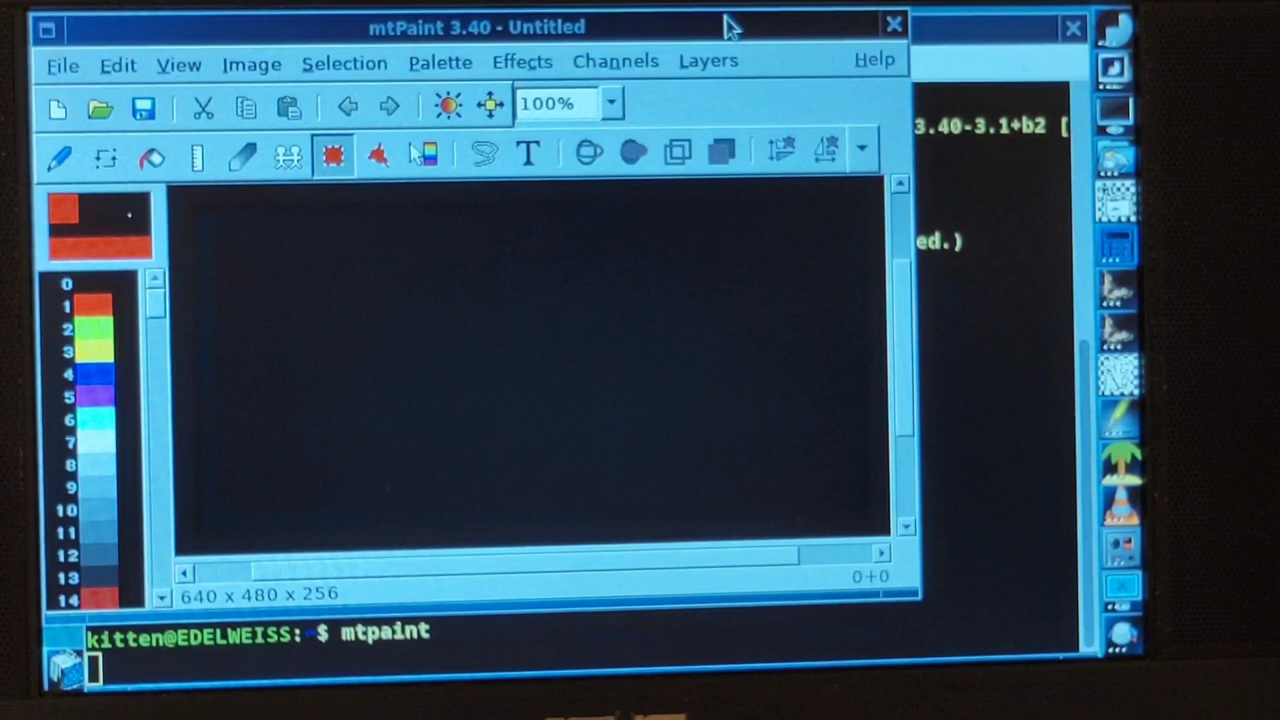 mtPaint 3.40 - Untitled
File Edit View Image Selection Palette Effects Channels Layers Help
100%
3.40-3.1+b2 [
T
ed.)
0
1
2
3
4
5
6
7
8
9
10
11
12
13
14
0+0
640 x 480 x 256
kitten@EDELWEISS:~$ mtpaint